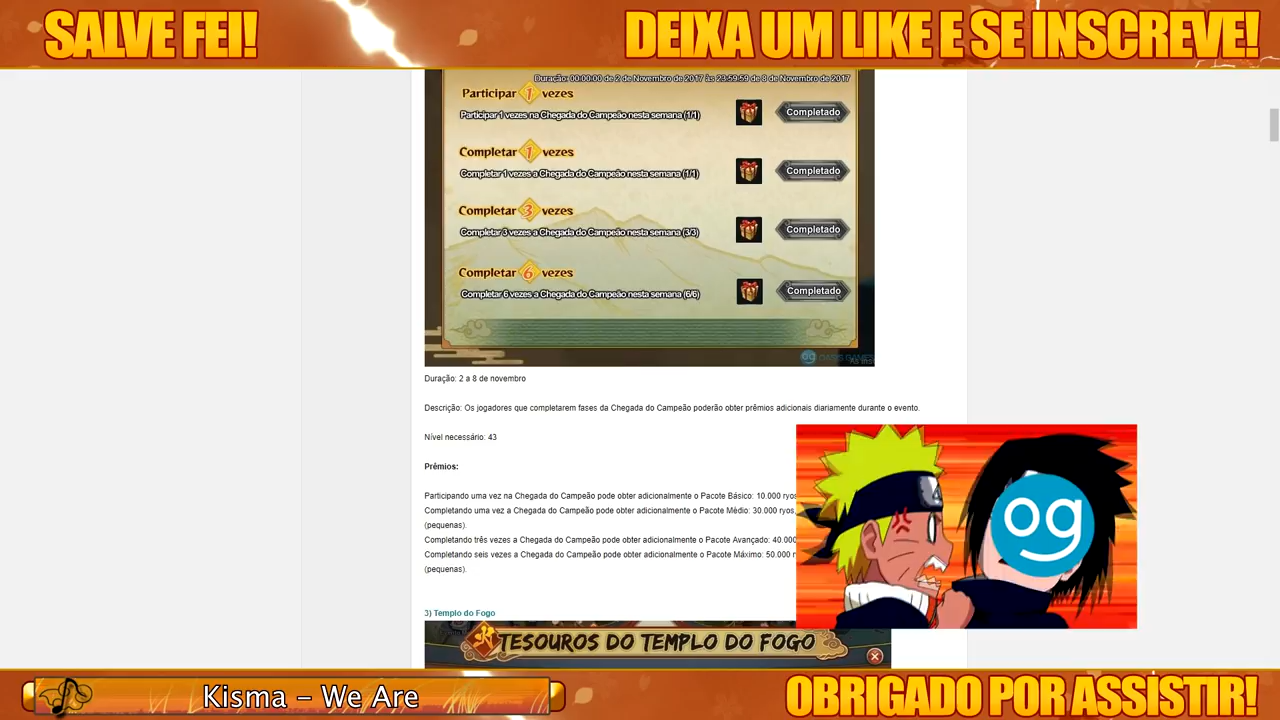 SALVE FEI!
DEIXA UM LIKE E SE INSCREVE!
Duração: 00:00:00 de 2 de Novembro de 2017 às 23:59:59 de 8 de Novembro de 2017
Participar 1 vezes
Participar 1 vezes na Chegada do Campeão nesta semana (1/1)
Completado
Completar 1 vezes
Completar 1 vezes a Chegada do Campeão nesta semana (1/1)
Completado
Completar 3 vezes
Completar 3 vezes a Chegada do Campeão nesta semana (3/3)
Completado
Completar 6 vezes
Completar 6 vezes a Chegada do Campeão nesta semana (6/6)
Completado
og OASIS GAMES
Duração: 2 a 8 de novembro
Descrição: Os jogadores que completarem fases da Chegada do Campeão poderão obter prêmios adicionais diariamente durante o evento.
Nível necessário: 43
Prêmios:
Participando uma vez na Chegada do Campeão pode obter adicionalmente o Pacote Básico: 10.000 ryos
Completando uma vez a Chegada do Campeão pode obter adicionalmente o Pacote Médio: 30.000 ryos,
(pequenas).
Completando três vezes a Chegada do Campeão pode obter adicionalmente o Pacote Avançado: 40.000
Completando seis vezes a Chegada do Campeão pode obter adicionalmente o Pacote Máximo: 50.000
(pequenas).
og
3) Templo do Fogo
TESOUROS DO TEMPLO DO FOGO
Kisma - We Are
OBRIGADO POR ASSISTIR!